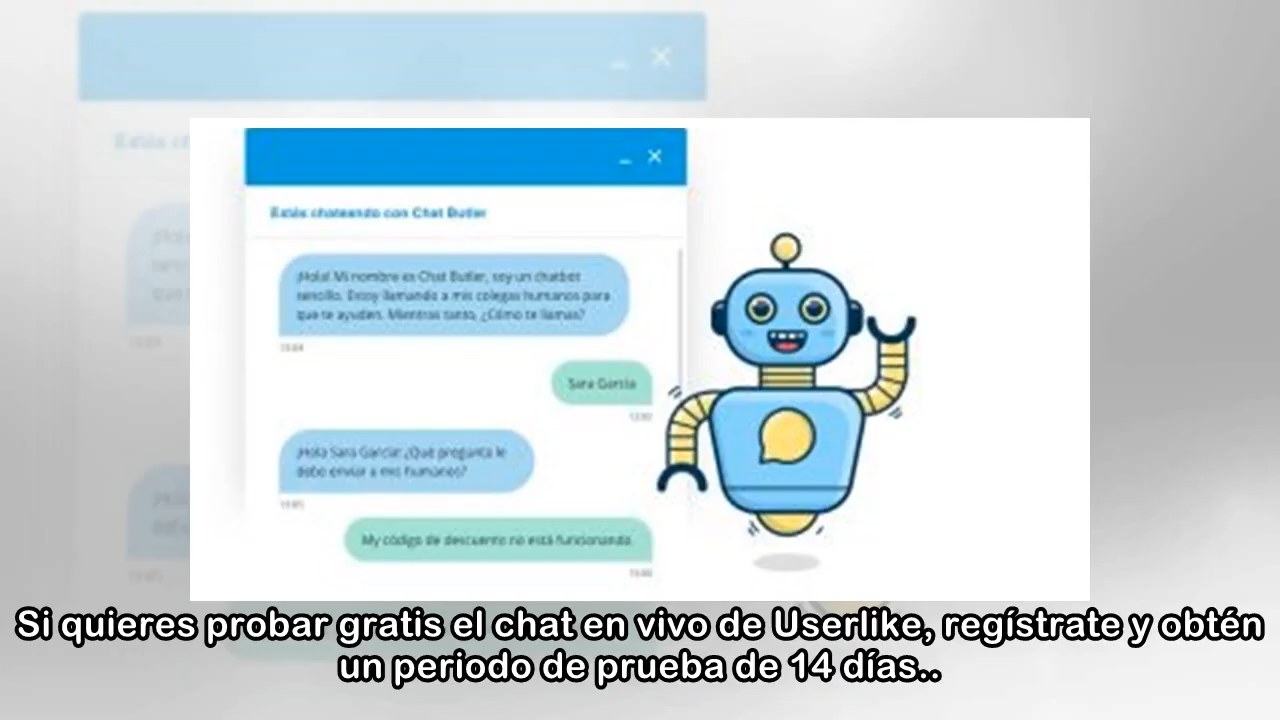 Estás chateando con Chat Butler
¡Hola! Mi nombre es Chat Butler, soy un chatbot
sencillo. Estoy llamando a mis colegas humanos para
que te ayuden. Mientras tanto, ¿Cómo te llamas?
Sara García
¡Hola Sara García! ¿Qué pregunta le
debo enviar a mis humanos?
My código de descuento no está funcionando.
Si quieres probar gratis el chat en vivo de Userlike, regístrate y obtén
un periodo de prueba de 14 días..